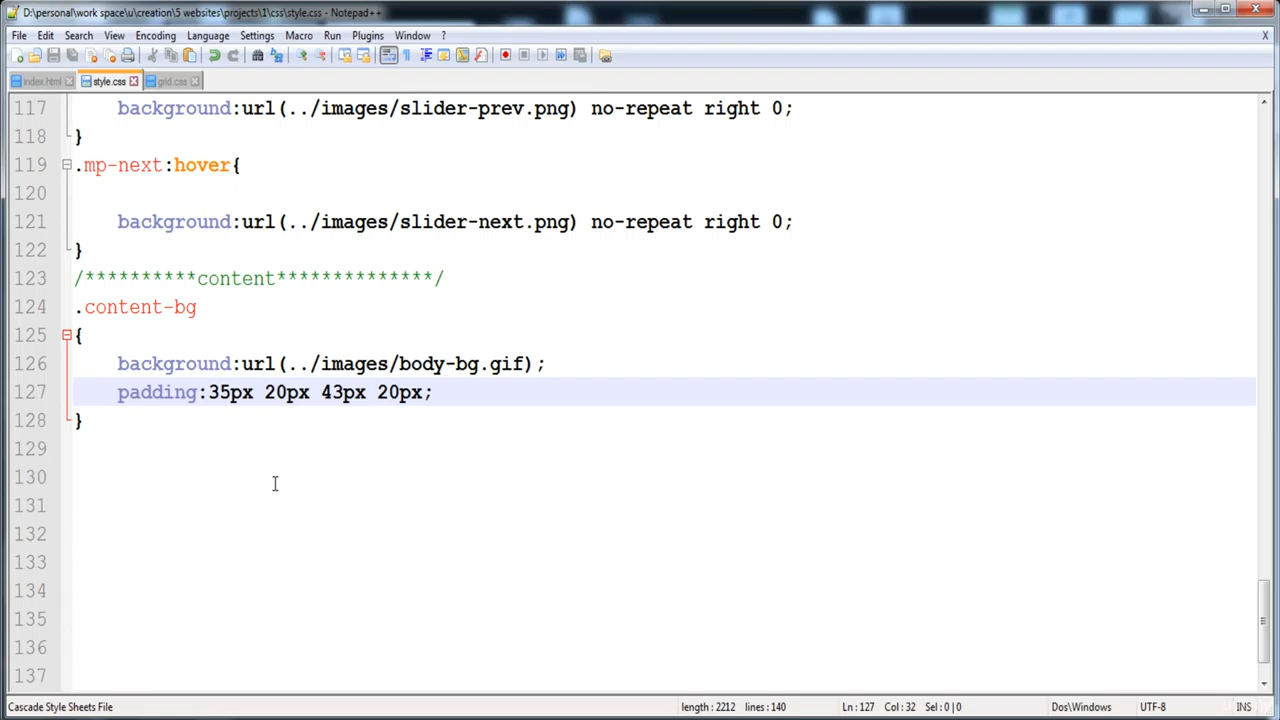 D:\personal\work space\u\creation\5 websites\projects\1\css\style.css - Notepad++
File Edit Search View Encoding Language Settings Macro Run Plugins Window ? X
index.html style.css grid.css
117 background:url(../images/slider-prev.png) no-repeat right 0;
118 }
119 .mp-next:hover{
120
121 background:url(../images/slider-next.png) no-repeat right 0;
122 }
123 /**********content**************/
124 .content-bg
125 {
126 background:url(../images/body-bg.gif);
127 padding:35px 20px 43px 20px;
128 }
129
130
131
132
133
134
135
136
137
Cascade Style Sheets File length : 2212 lines : 140 Ln : 127 Col : 32 Sel : 0 | 0 Dos\Windows UTF-8 INS